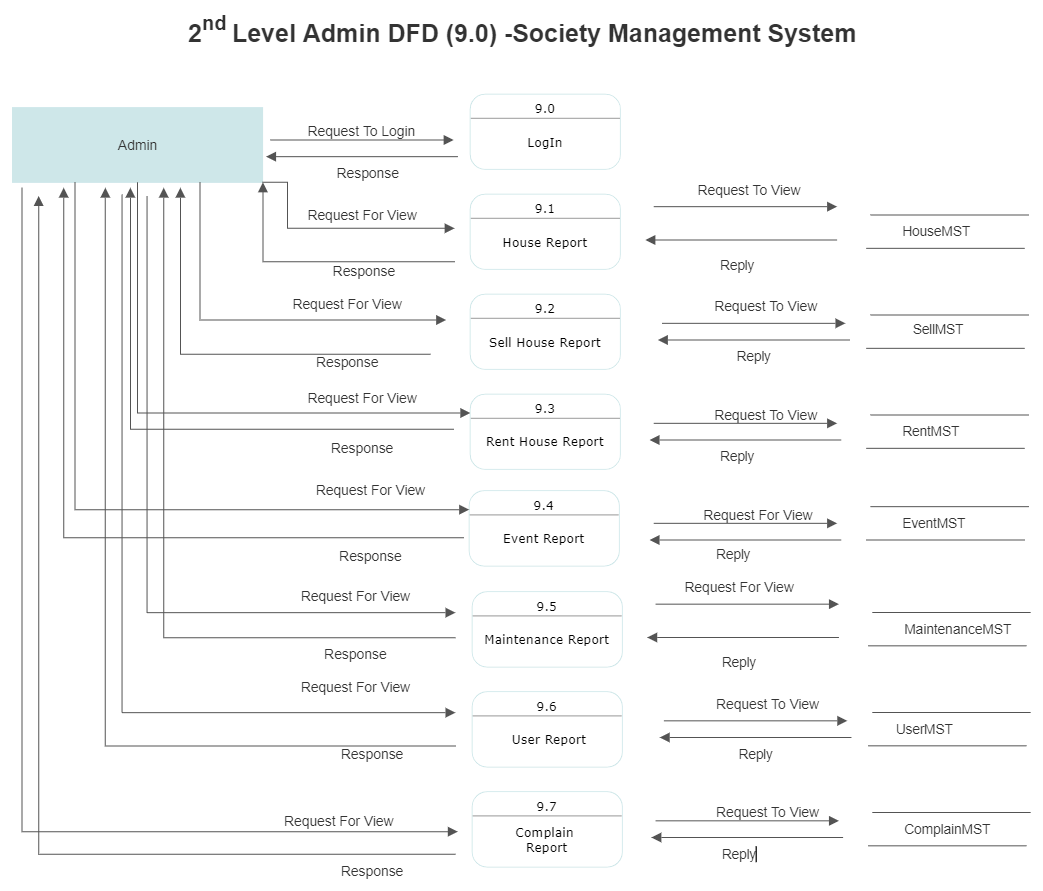 2nd Level Admin DFD (9.0) -Society Management System
Admin
Request To Login
Response
9.0
LogIn
Request For View
Response
9.1
House Report
Request To View
Reply
HouseMST
Request For View
Response
9.2
Sell House Report
Request To View
Reply
SellMST
Request For View
Response
9.3
Rent House Report
Request To View
Reply
RentMST
Request For View
Response
9.4
Event Report
Request For View
Reply
EventMST
Request For View
Response
9.5
Maintenance Report
Request For View
Reply
MaintenanceMST
Request For View
Response
9.6
User Report
Request To View
Reply
UserMST
Request For View
Response
9.7
Complain
Report
Request To View
Reply
ComplainMST